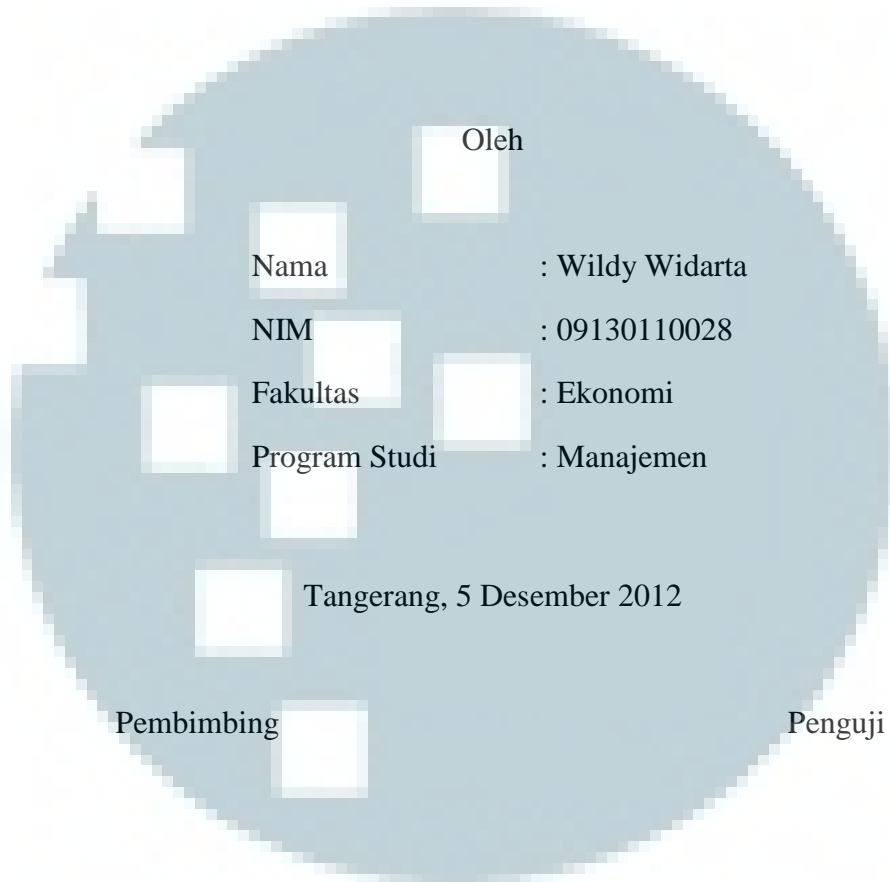 Oleh
Nama : Wildy Widarta
NIM : 09130110028
Fakultas : Ekonomi
Program Studi : Manajemen
Tangerang, 5 Desember 2012
Pembimbing Penguji